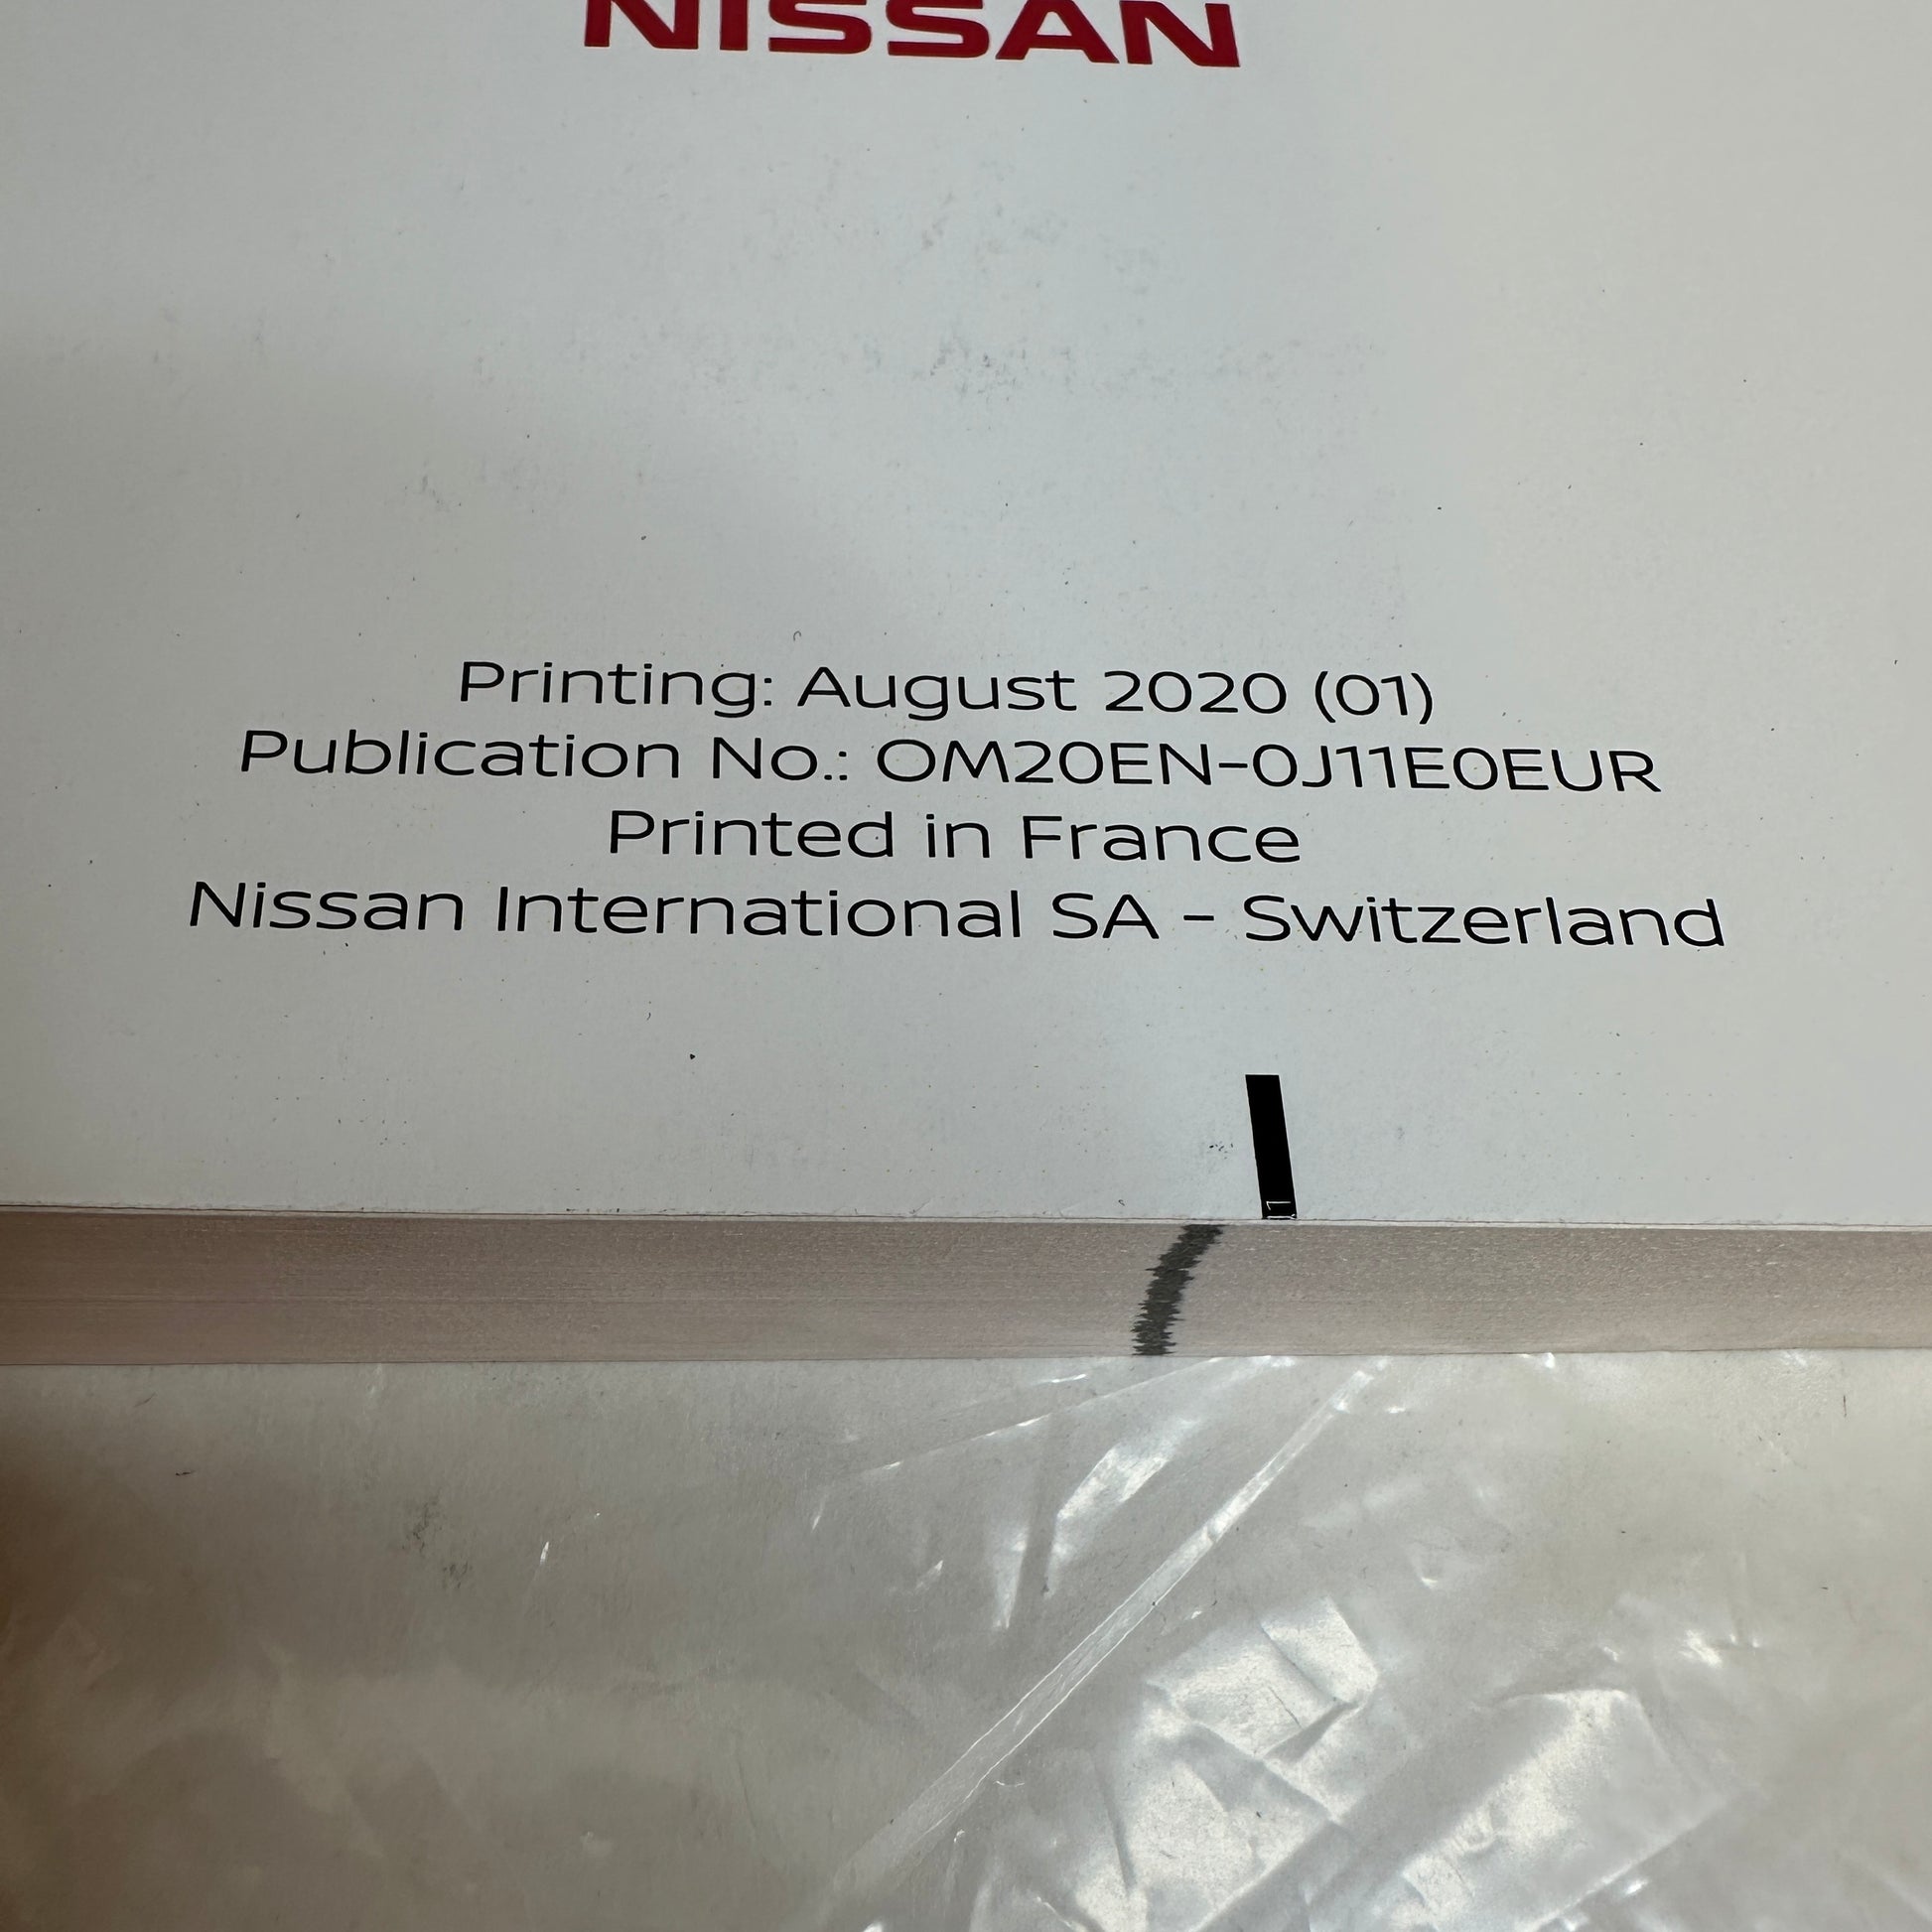 NISSAN
Printing: August 2020 (01)
Publication No.: OM20EN-0J11E0EUR
Printed in France
Nissan International SA - Switzerland